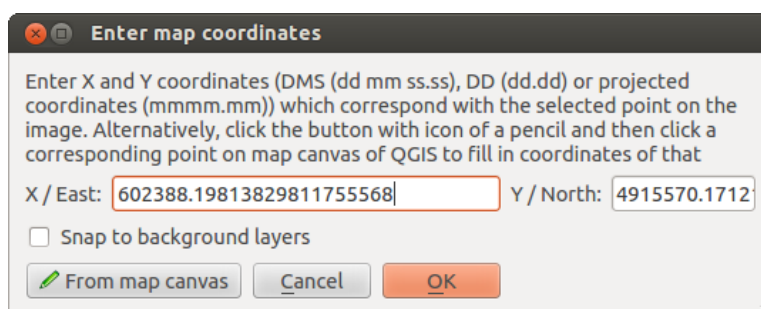 Enter map coordinates
Enter X and Y coordinates (DMS (dd mm ss.ss), DD (dd.dd) or projected
coordinates (mmmm.mm)) which correspond with the selected point on the
image. Alternatively, click the button with icon of a pencil and then click a
corresponding point on map canvas of QGIS to fill in coordinates of that
X / East: 602388.19813829811755568 Y / North: 4915570.1712
Snap to background layers
From map canvas Cancel OK